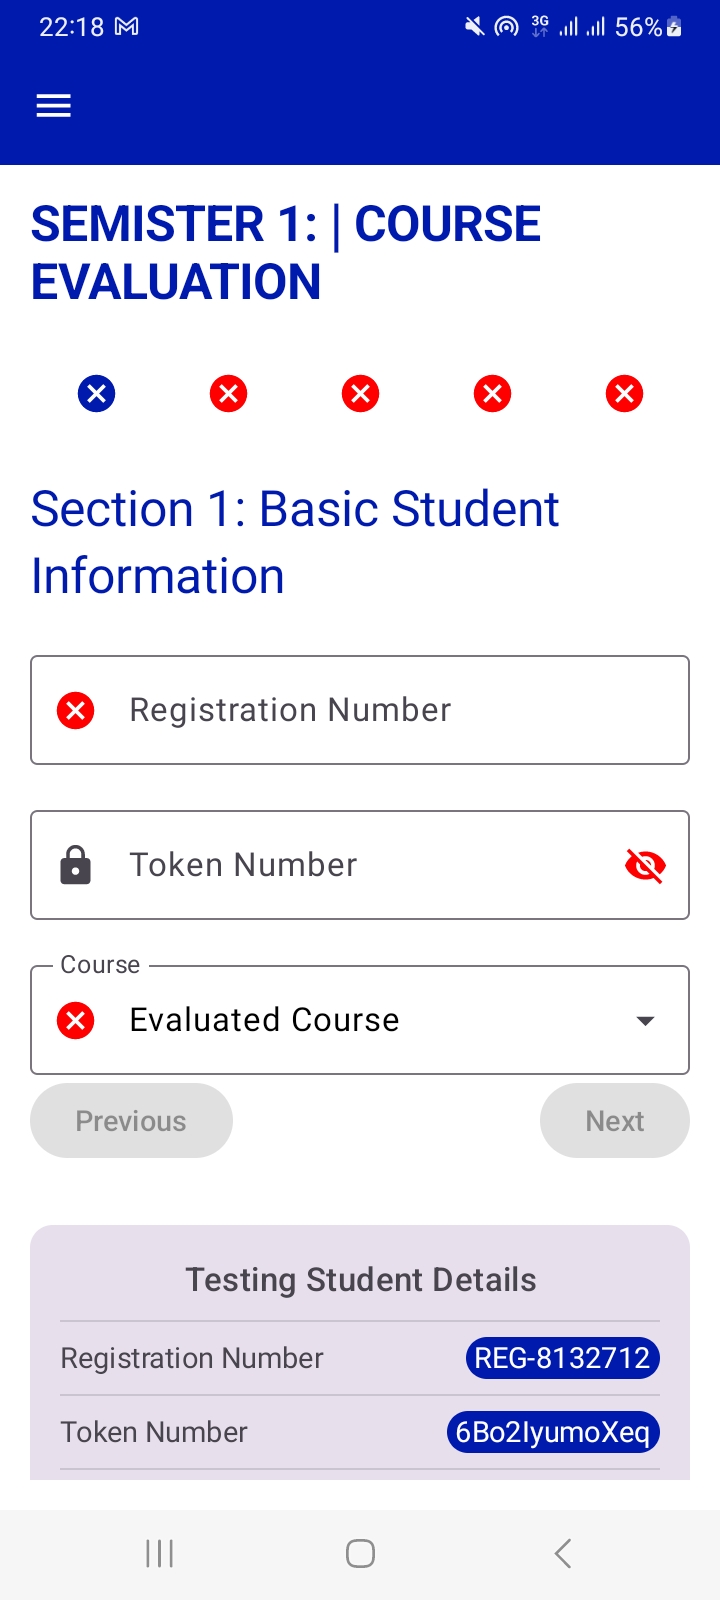 22:18 3G 56%
SEMISTER 1: | COURSE
EVALUATION
Section 1: Basic Student
Information
Registration Number
Token Number
Course
Evaluated Course
Previous Next
Testing Student Details
Registration Number REG-8132712
Token Number 6Bo2IyumoXeq